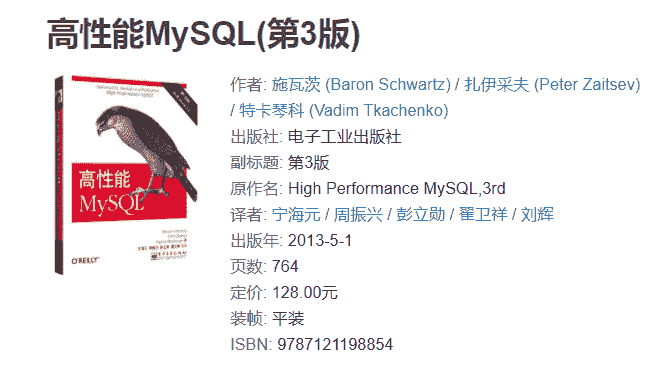 高性能MySQL(第3版)
高性能
MySQL
O'REILLY
作者: 施瓦茨 (Baron Schwartz) / 扎伊采夫 (Peter Zaitsev)
/ 特卡琴科 (Vadim Tkachenko)
出版社: 电子工业出版社
副标题: 第3版
原作名: High Performance MySQL,3rd
译者: 宁海元 / 周振兴 / 彭立勋 / 翟卫祥 / 刘辉
出版年: 2013-5-1
页数: 764
定价: 128.00元
装帧: 平装
ISBN: 9787121198854